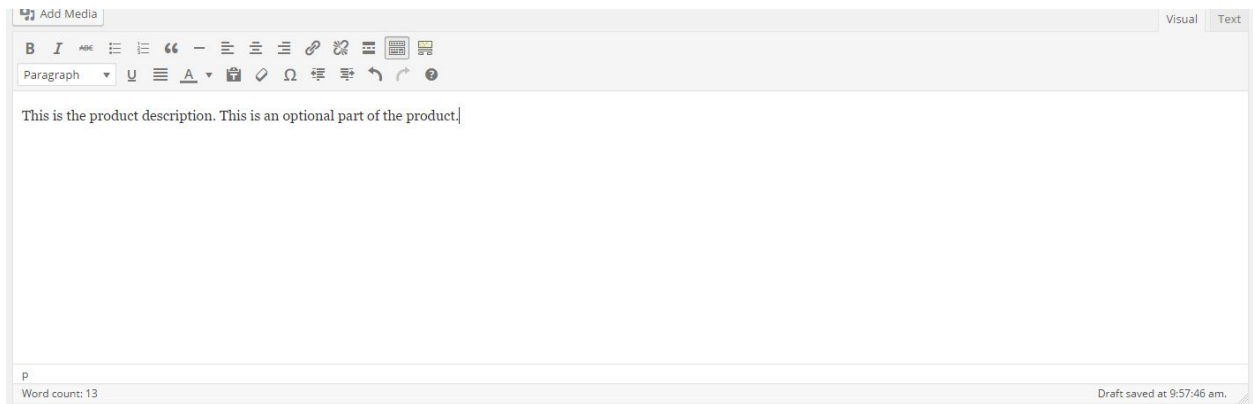 Add Media
Visual Text
B I ABC
Paragraph U A Ω
This is the product description. This is an optional part of the product.
p
Word count: 13
Draft saved at 9:57:46 am.